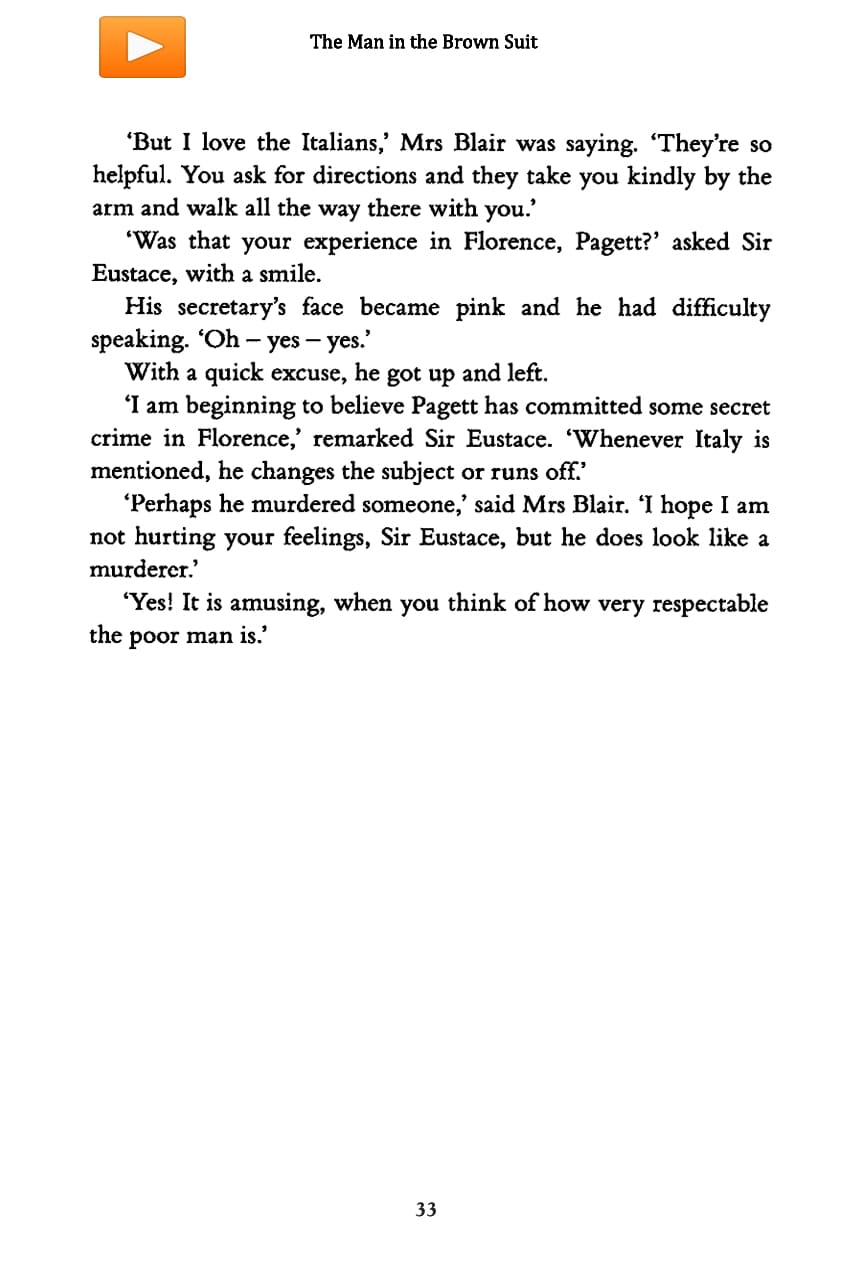 The Man in the Brown Suit
‘But I love the Italians,’ Mrs Blair was saying. ‘They’re so
helpful. You ask for directions and they take you kindly by the
arm and walk all the way there with you.’
‘Was that your experience in Florence, Pagett?’ asked Sir
Eustace, with a smile.
His secretary’s face became pink and he had difficulty
speaking. ‘Oh – yes – yes.’
With a quick excuse, he got up and left.
‘I am beginning to believe Pagett has committed some secret
crime in Florence,’ remarked Sir Eustace. ‘Whenever Italy is
mentioned, he changes the subject or runs off.’
‘Perhaps he murdered someone,’ said Mrs Blair. ‘I hope I am
not hurting your feelings, Sir Eustace, but he does look like a
murderer.’
‘Yes! It is amusing, when you think of how very respectable
the poor man is.’
33